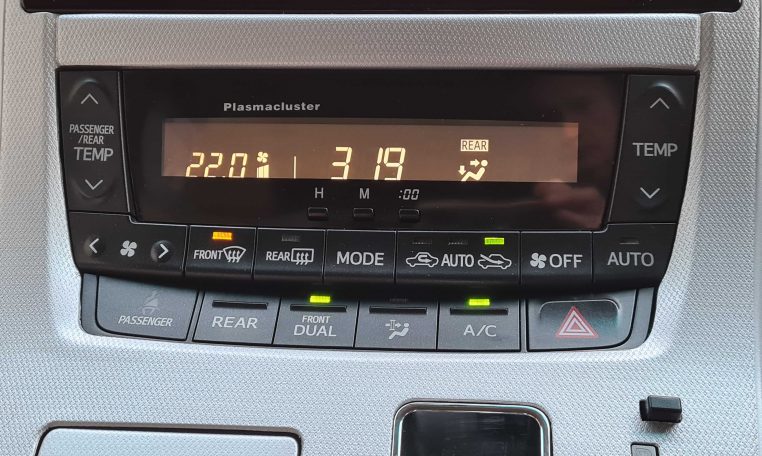 Plasmacluster
PASSENGER
/REAR
TEMP
22.0
3 19
REAR
TEMP
H M :00
FRONT
REAR
MODE
AUTO
OFF
AUTO
PASSENGER
REAR
FRONT
DUAL
A/C